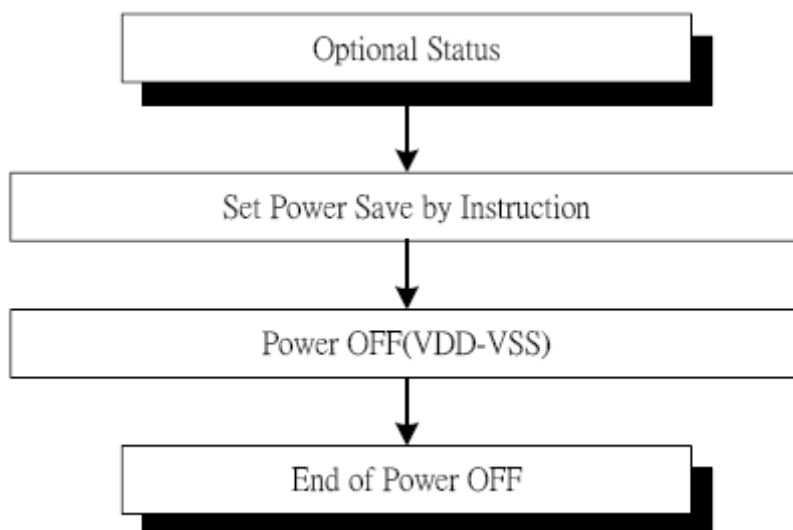 Optional Status
Set Power Save by Instruction
Power OFF(VDD-VSS)
End of Power OFF